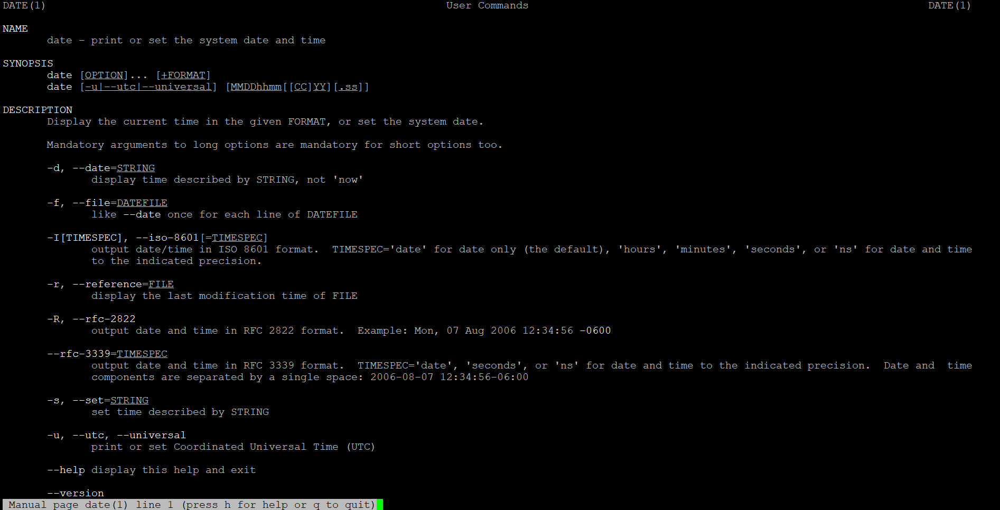 DATE(1) User Commands DATE(1)
NAME
date - print or set the system date and time
SYNOPSIS
date [OPTION]... [+FORMAT]
date [-u|--utc|--universal] [MMDDhhmm[[CC]YY][.ss]]
DESCRIPTION
Display the current time in the given FORMAT, or set the system date.
Mandatory arguments to long options are mandatory for short options too.
-d, --date=STRING
display time described by STRING, not 'now'
-f, --file=DATEFILE
like --date once for each line of DATEFILE
-I[TIMESPEC], --iso-8601[=TIMESPEC]
output date/time in ISO 8601 format.  TIMESPEC='date' for date only (the default), 'hours', 'minutes', 'seconds', or 'ns' for date and time
to the indicated precision.
-r, --reference=FILE
display the last modification time of FILE
-R, --rfc-2822
output date and time in RFC 2822 format.  Example: Mon, 07 Aug 2006 12:34:56 -0600
--rfc-3339=TIMESPEC
output date and time in RFC 3339 format.  TIMESPEC='date', 'seconds', or 'ns' for date and time to the indicated precision.  Date and  time
components are separated by a single space: 2006-08-07 12:34:56-06:00
-s, --set=STRING
set time described by STRING
-u, --utc, --universal
print or set Coordinated Universal Time (UTC)
--help display this help and exit
--version
Manual page date(1) line 1 (press h for help or q to quit)